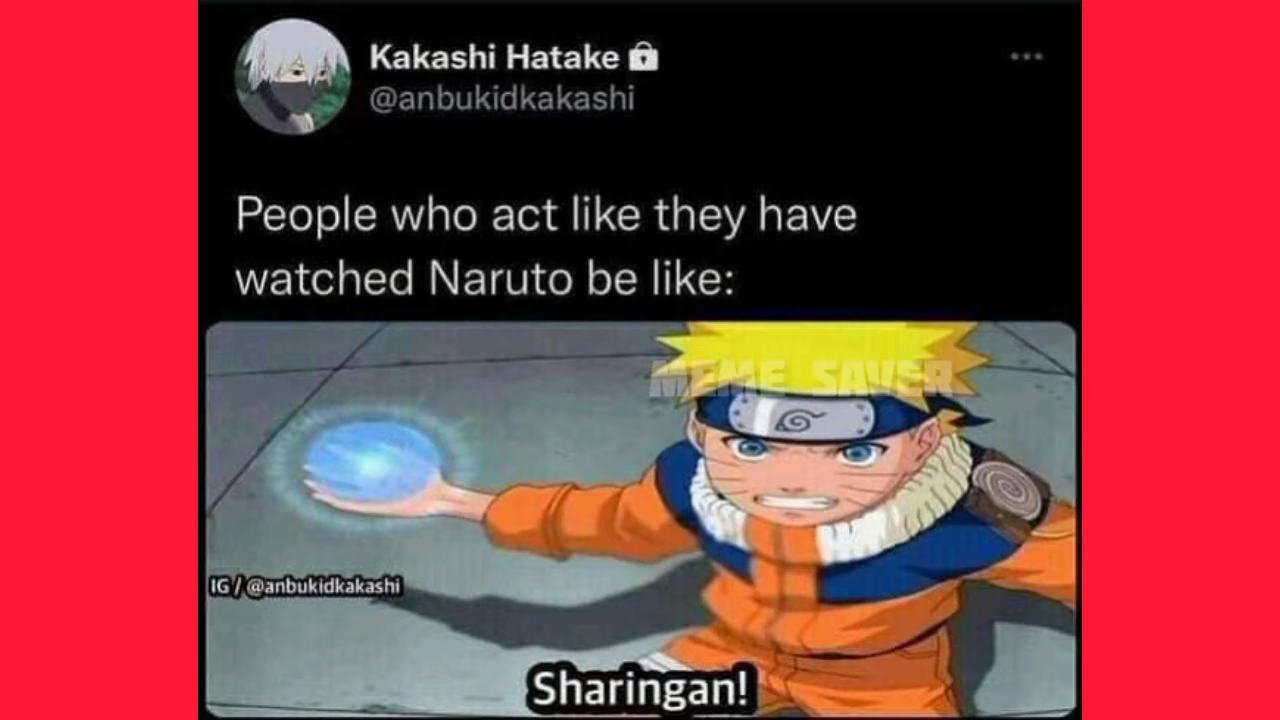 Kakashi Hatake
@anbukidkakashi
People who act like they have
watched Naruto be like:
MEME SAVER
IG / @anbukidkakashi
Sharingan!